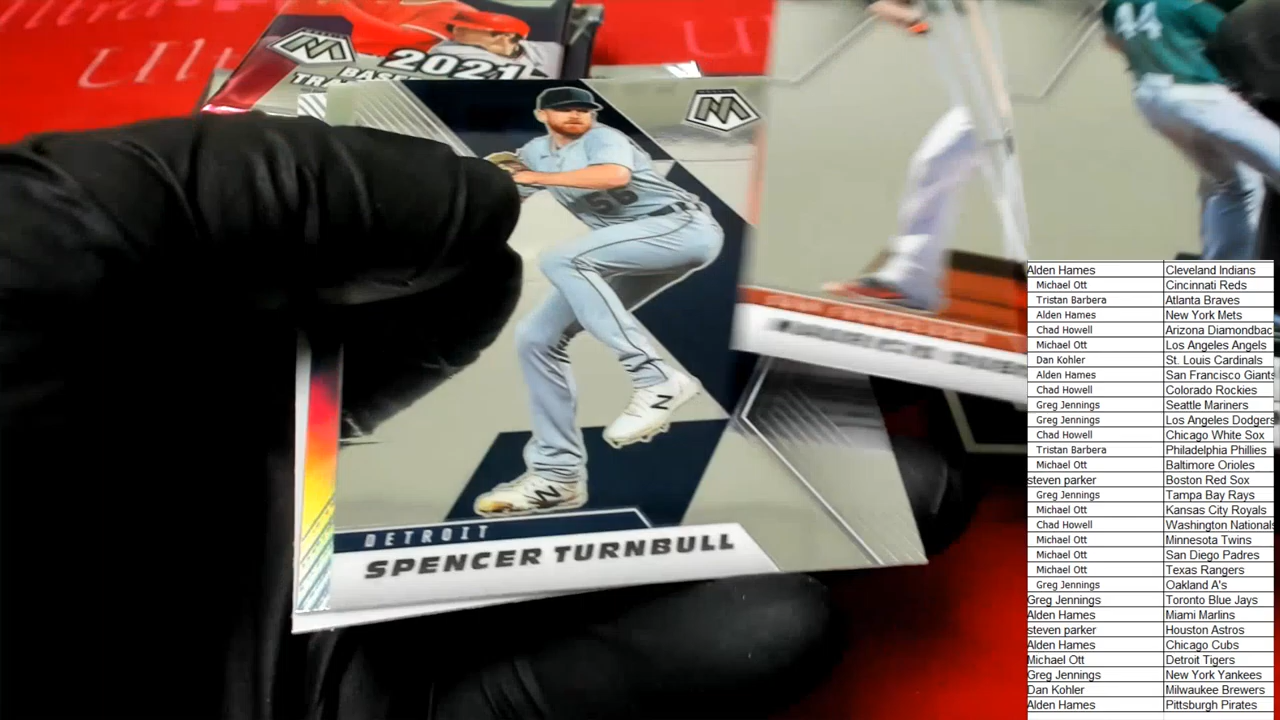 Ultra
2021
BASE
44
56
N
N
DETROIT
SPENCER TURNBULL
Alden Hames Cleveland Indians
Michael Ott Cincinnati Reds
Tristan Barbera Atlanta Braves
Alden Hames New York Mets
Chad Howell Arizona Diamondbac
Michael Ott Los Angeles Angels
Dan Kohler St. Louis Cardinals
Alden Hames San Francisco Giants
Chad Howell Colorado Rockies
Greg Jennings Seattle Mariners
Greg Jennings Los Angeles Dodgers
Chad Howell Chicago White Sox
Tristan Barbera Philadelphia Phillies
Michael Ott Baltimore Orioles
steven parker Boston Red Sox
Greg Jennings Tampa Bay Rays
Michael Ott Kansas City Royals
Chad Howell Washington Nationals
Michael Ott Minnesota Twins
Michael Ott San Diego Padres
Michael Ott Texas Rangers
Greg Jennings Oakland A's
Greg Jennings Toronto Blue Jays
Alden Hames Miami Marlins
steven parker Houston Astros
Alden Hames Chicago Cubs
Michael Ott Detroit Tigers
Greg Jennings New York Yankees
Dan Kohler Milwaukee Brewers
Alden Hames Pittsburgh Pirates